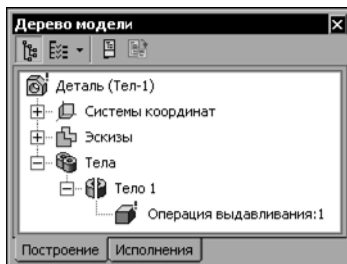 Дерево модели
Деталь (Тел-1)
Системы координат
Эскизы
Тела
Тело 1
Операция выдавливания:1
Построение Исполнения